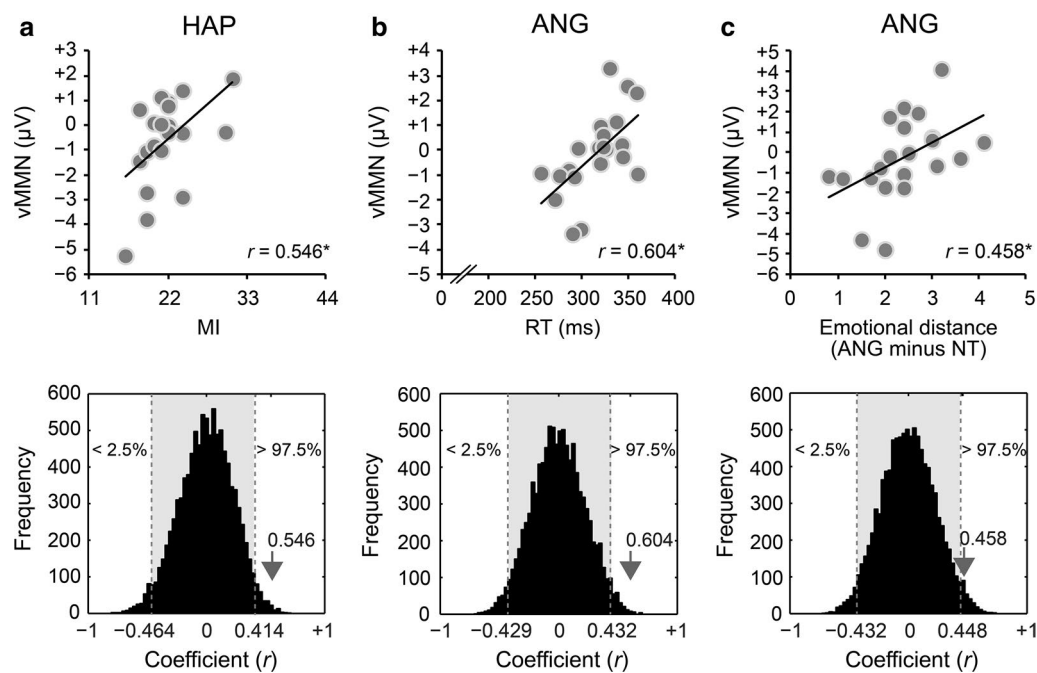 a HAP
+3
+2
+1
0
−1
−2
−3
−4
−5
−6
vMMN (µV)
r = 0.546*
11 22 33 44
MI
b ANG
+4
+3
+2
+1
0
−1
−2
−3
−4
−5
vMMN (µV)
r = 0.604*
0 200 250 300 350 400
RT (ms)
c ANG
+5
+4
+3
+2
+1
0
−1
−2
−3
−4
−5
−6
vMMN (µV)
r = 0.458*
0 1 2 3 4 5
Emotional distance
(ANG minus NT)
600
500
400
300
200
100
0
Frequency
< 2.5% > 97.5%
0.546
−1 −0.464 0 0.414 +1
Coefficient (r)
600
500
400
300
200
100
0
Frequency
< 2.5% > 97.5%
0.604
−1 −0.429 0 0.432 +1
Coefficient (r)
600
500
400
300
200
100
0
Frequency
< 2.5% > 97.5%
0.458
−1 −0.432 0 0.448 +1
Coefficient (r)